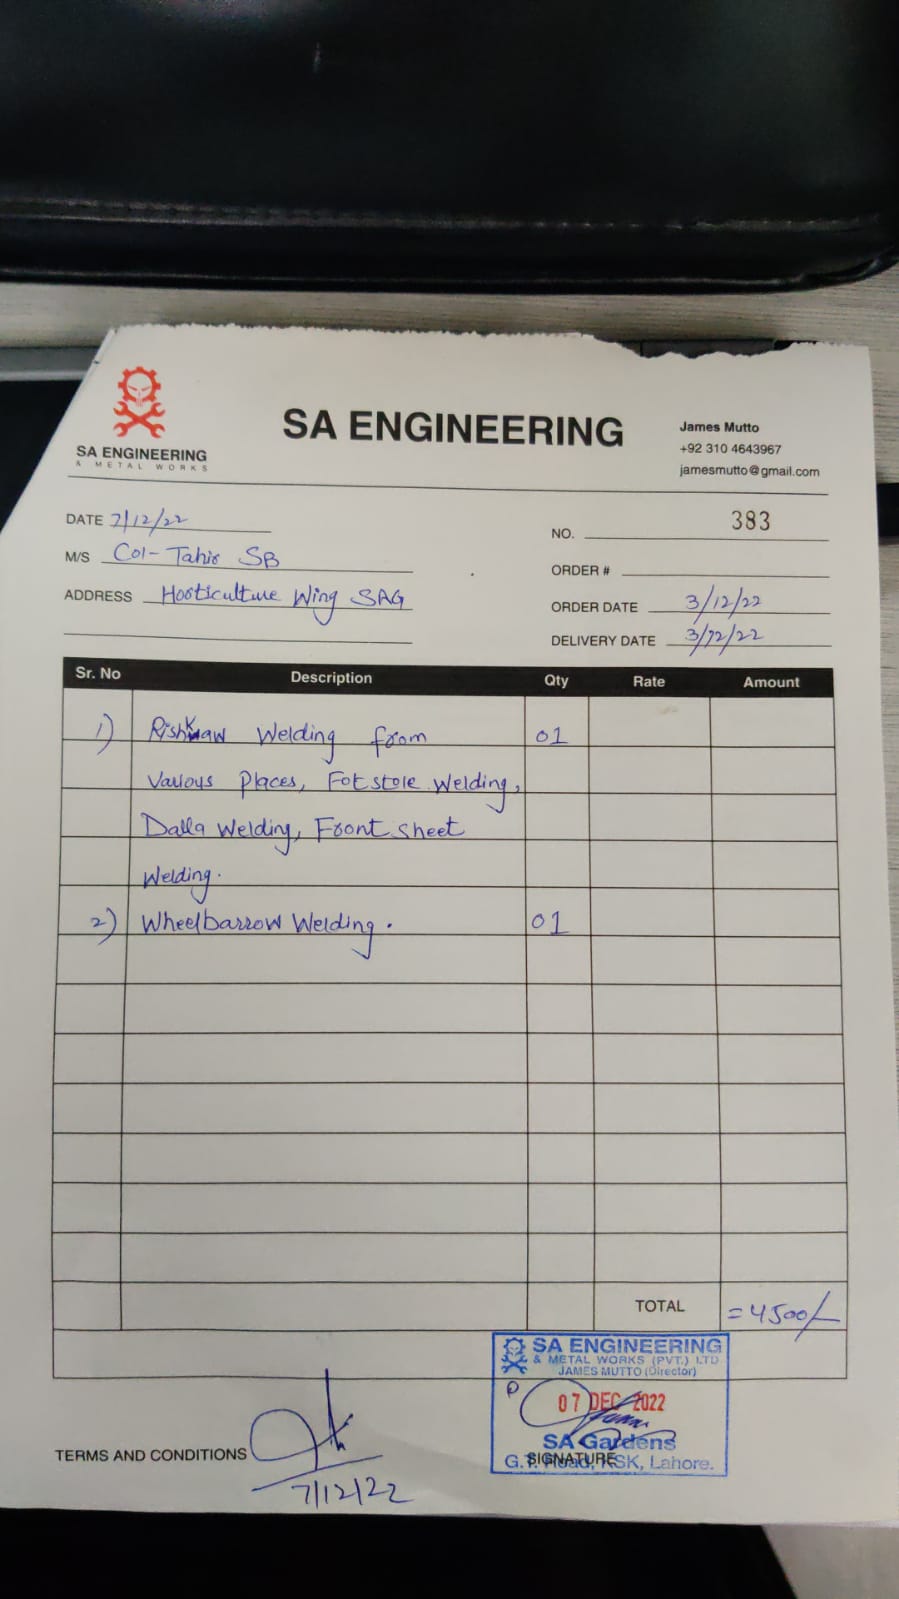 SA ENGINEERING
& METAL WORKS
SA ENGINEERING
James Mutto
+92 310 4643967
jamesmutto@gmail.com
DATE 7/12/22
NO. 383
M/S Col- Tahir SB
ORDER #
ADDRESS Horticulture Wing SAG
ORDER DATE 3/12/22
DELIVERY DATE 3/12/22
Sr. No Description Qty Rate Amount
1) Rishkaw Welding from 01
Various Places, Fotstole Welding,
Dalla Welding, Front sheet
Welding.
2) Wheelbarrow Welding. 01
TOTAL =4500/-
SA ENGINEERING
& METAL WORKS (PVT.) LTD
JAMES MUTTO (Director)
07 DEC 2022
SA Gardens
G.T. Road, KSK, Lahore.
TERMS AND CONDITIONS
SIGNATURE
7/12/22